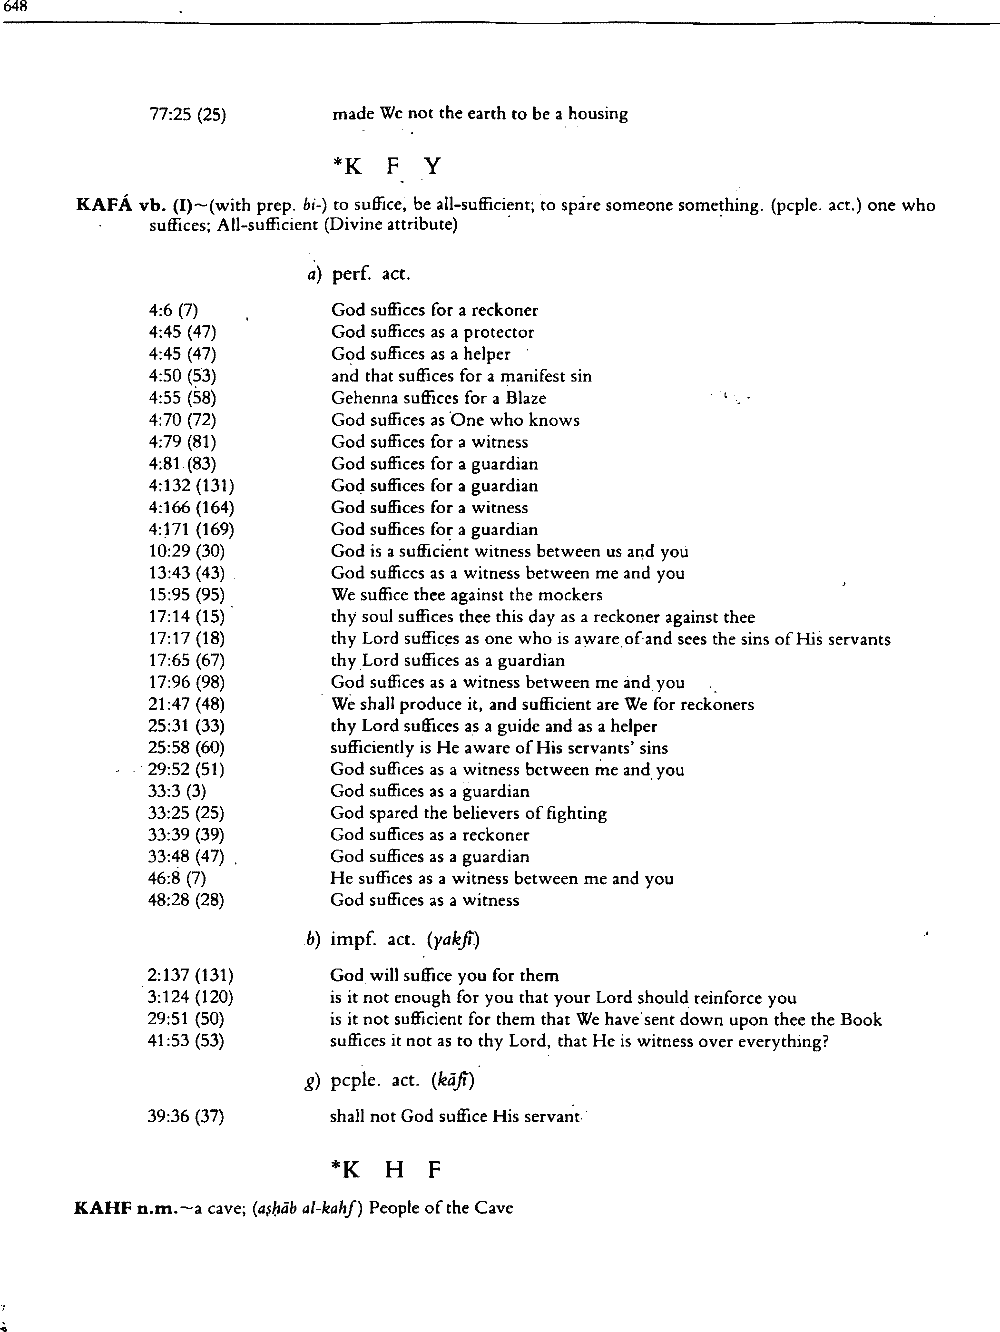 648
77:25 (25) made We not the earth to be a housing
*K F Y
KAFÁ vb. (I)~(with prep. bi-) to suffice, be all-sufficient; to spare someone something. (pcple. act.) one who
suffices; All-sufficient (Divine attribute)
a) perf. act.
4:6 (7) God suffices for a reckoner
4:45 (47) God suffices as a protector
4:45 (47) God suffices as a helper
4:50 (53) and that suffices for a manifest sin
4:55 (58) Gehenna suffices for a Blaze
4:70 (72) God suffices as One who knows
4:79 (81) God suffices for a witness
4:81 (83) God suffices for a guardian
4:132 (131) God suffices for a guardian
4:166 (164) God suffices for a witness
4:171 (169) God suffices for a guardian
10:29 (30) God is a sufficient witness between us and you
13:43 (43) God suffices as a witness between me and you
15:95 (95) We suffice thee against the mockers
17:14 (15) thy soul suffices thee this day as a reckoner against thee
17:17 (18) thy Lord suffices as one who is aware of and sees the sins of His servants
17:65 (67) thy Lord suffices as a guardian
17:96 (98) God suffices as a witness between me and you
21:47 (48) We shall produce it, and sufficient are We for reckoners
25:31 (33) thy Lord suffices as a guide and as a helper
25:58 (60) sufficiently is He aware of His servants' sins
29:52 (51) God suffices as a witness between me and you
33:3 (3) God suffices as a guardian
33:25 (25) God spared the believers of fighting
33:39 (39) God suffices as a reckoner
33:48 (47) God suffices as a guardian
46:8 (7) He suffices as a witness between me and you
48:28 (28) God suffices as a witness
b) impf. act. (yakfī)
2:137 (131) God will suffice you for them
3:124 (120) is it not enough for you that your Lord should reinforce you
29:51 (50) is it not sufficient for them that We have sent down upon thee the Book
41:53 (53) suffices it not as to thy Lord, that He is witness over everything?
g) pcple. act. (kāfī)
39:36 (37) shall not God suffice His servant
*K H F
KAHF n.m.~a cave; (aṣḥāb al-kahf) People of the Cave